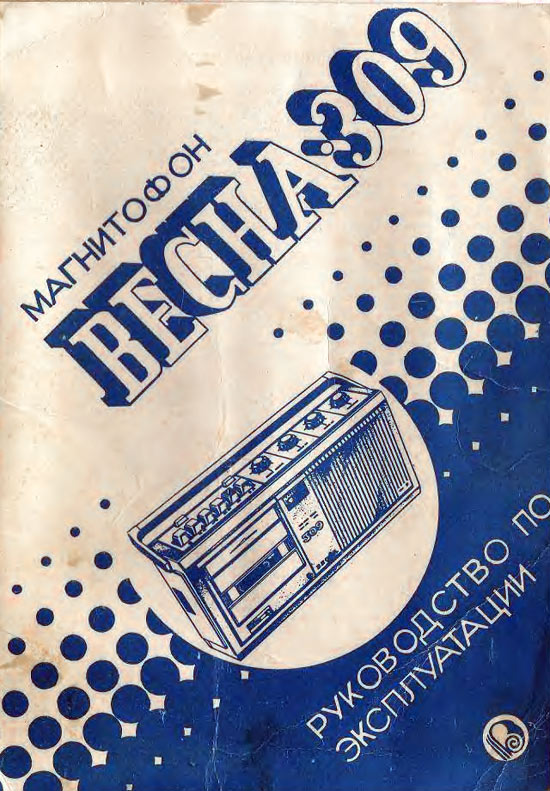 МАГНИТОФОН
ВЕСНА-309
309
РУКОВОДСТВО ПО
ЭКСПЛУАТАЦИИ